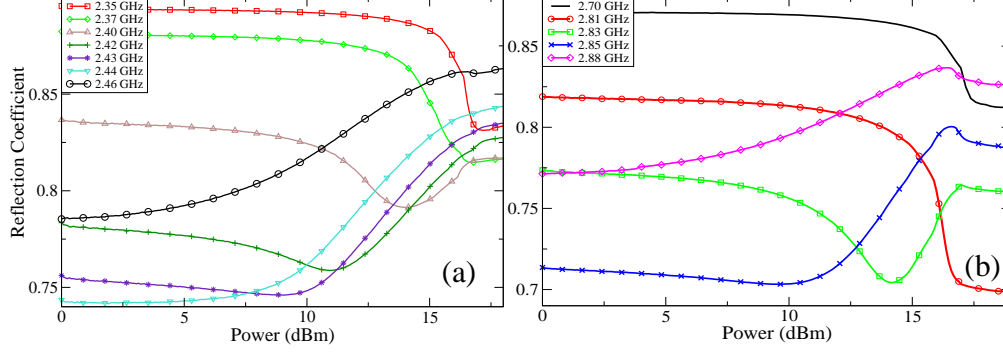 2.35 GHz
2.37 GHz
2.40 GHz
2.42 GHz
2.43 GHz
2.44 GHz
2.46 GHz
0.85
0.8
0.75
Reflection Coefficient
0
5
10
15
Power (dBm)
(a)
2.70 GHz
2.81 GHz
2.83 GHz
2.85 GHz
2.88 GHz
0.85
0.8
0.75
0.7
0
5
10
15
Power (dBm)
(b)